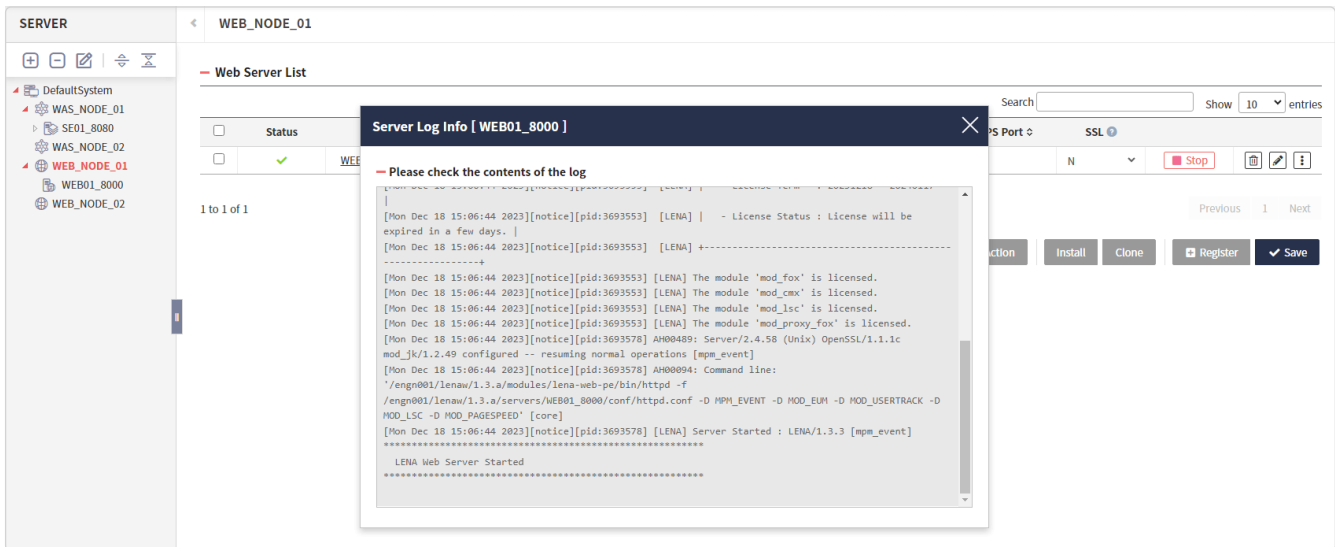 SERVER
WEB_NODE_01
DefaultSystem
WAS_NODE_01
SE01_8080
WAS_NODE_02
WEB_NODE_01
WEB01_8000
WEB_NODE_02
Web Server List
Search
Show 10 entries
Status
PS Port
SSL
WEB
N
Stop
1 to 1 of 1
Previous 1 Next
ction
Install
Clone
Register
Save
Server Log Info [ WEB01_8000 ]
Please check the contents of the log
|
[Mon Dec 18 15:06:44 2023][notice][pid:3693553] [LENA] | - License Status : License will be
expired in a few days. |
[Mon Dec 18 15:06:44 2023][notice][pid:3693553] [LENA] +--------------------------------------------
-----------------+
[Mon Dec 18 15:06:44 2023][notice][pid:3693553] [LENA] The module 'mod_fox' is licensed.
[Mon Dec 18 15:06:44 2023][notice][pid:3693553] [LENA] The module 'mod_cmx' is licensed.
[Mon Dec 18 15:06:44 2023][notice][pid:3693553] [LENA] The module 'mod_lsc' is licensed.
[Mon Dec 18 15:06:44 2023][notice][pid:3693553] [LENA] The module 'mod_proxy_fox' is licensed.
[Mon Dec 18 15:06:44 2023][notice][pid:3693578] AH00489: Server/2.4.58 (Unix) OpenSSL/1.1.1c
mod_jk/1.2.49 configured -- resuming normal operations [mpm_event]
[Mon Dec 18 15:06:44 2023][notice][pid:3693578] AH00094: Command line:
'/engn001/lenaw/1.3.a/modules/lena-web-pe/bin/httpd -f
/engn001/lenaw/1.3.a/servers/WEB01_8000/conf/httpd.conf -D MPM_EVENT -D MOD_EUM -D MOD_USERTRACK -D
MOD_LSC -D MOD_PAGESPEED' [core]
[Mon Dec 18 15:06:44 2023][notice][pid:3693578] [LENA] Server Started : LENA/1.3.3 [mpm_event]
*********************************************************
LENA Web Server Started
*********************************************************